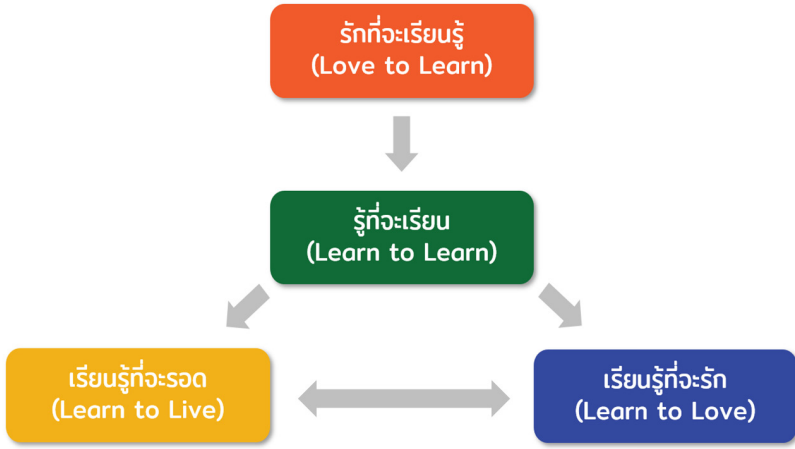 รักที่จะเรียนรู้
(Love to Learn)
รู้ที่จะเรียน
(Learn to Learn)
เรียนรู้ที่จะรอด
(Learn to Live)
เรียนรู้ที่จะรัก
(Learn to Love)